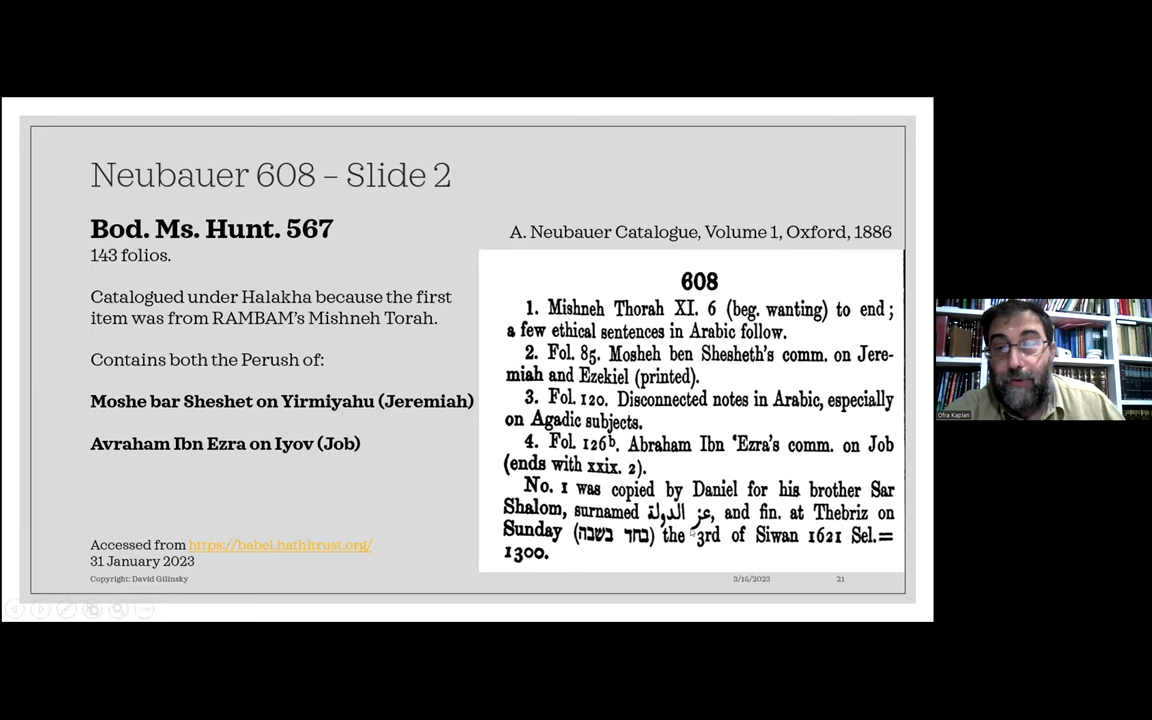 Neubauer 608 – Slide 2
Bod. Ms. Hunt. 567
143 folios.
Catalogued under Halakha because the first
item was from RAMBAM's Mishneh Torah.
Contains both the Perush of:
Moshe bar Sheshet on Yirmiyahu (Jeremiah)
Avraham Ibn Ezra on Iyov (Job)
Accessed from https://babel.hathitrust.org/
31 January 2023
Copyright: David Gilinsky
A. Neubauer Catalogue, Volume 1, Oxford, 1886
608
1. Mishneh Thorah XI. 6 (beg. wanting) to end;
a few ethical sentences in Arabic follow.
2. Fol. 85. Mosheh ben Shesheth's comm. on Jere-
miah and Ezekiel (printed).
3. Fol. 120. Disconnected notes in Arabic, especially
on Agadic subjects.
4. Fol. 126b. Abraham Ibn 'Ezra's comm. on Job
(ends with xxix. 2).
No. 1 was copied by Daniel for his brother Sar
Shalom, surnamed عز الدولة, and fin. at Thebriz on
Sunday (בחד בשבה) the 3rd of Siwan 1621 Sel.=
1300.
3/15/2023
21
Ofra Kaplan